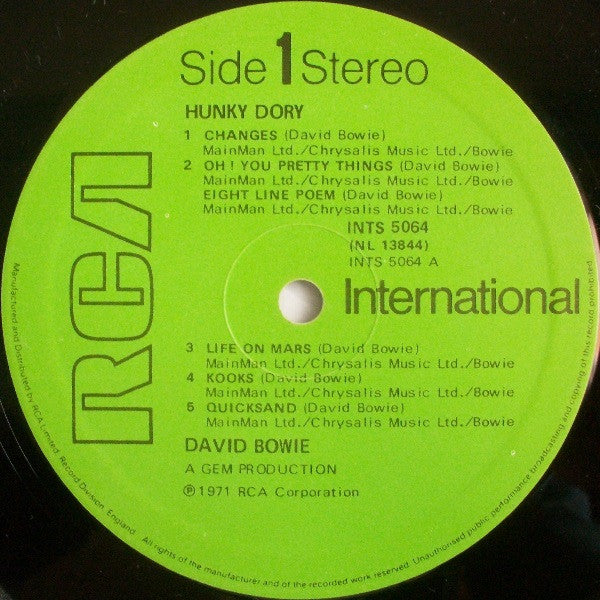 Side 1 Stereo
HUNKY DORY
1 CHANGES (David Bowie)
MainMan Ltd./Chrysalis Music Ltd./Bowie
2 OH! YOU PRETTY THINGS (David Bowie)
MainMan Ltd./Chrysalis Music Ltd./Bowie
EIGHT LINE POEM (David Bowie)
MainMan Ltd./Chrysalis Music Ltd./Bowie
INTS 5064
(NL 13844)
INTS 5064 A
RCA
International
3 LIFE ON MARS (David Bowie)
MainMan Ltd./Chrysalis Music Ltd./Bowie
4 KOOKS (David Bowie)
MainMan Ltd./Chrysalis Music Ltd./Bowie
5 QUICKSAND (David Bowie)
MainMan Ltd./Chrysalis Music Ltd./Bowie
DAVID BOWIE
A GEM PRODUCTION
℗1971 RCA Corporation
Manufactured and Distributed by RCA Limited, Record Division, England. All rights of the manufacturer and of the owner of the recorded work reserved. Unauthorised public performance broadcasting and copying of this record prohibited.